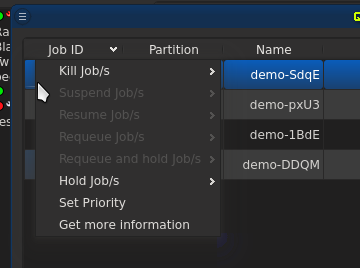 Job ID Partition Name
Kill Job/s
demo-SdqE
Suspend Job/s
demo-pxU3
Resume Job/s
Requeue Job/s
demo-1BdE
Requeue and hold Job/s
demo-DDQM
Hold Job/s
Set Priority
Get more information